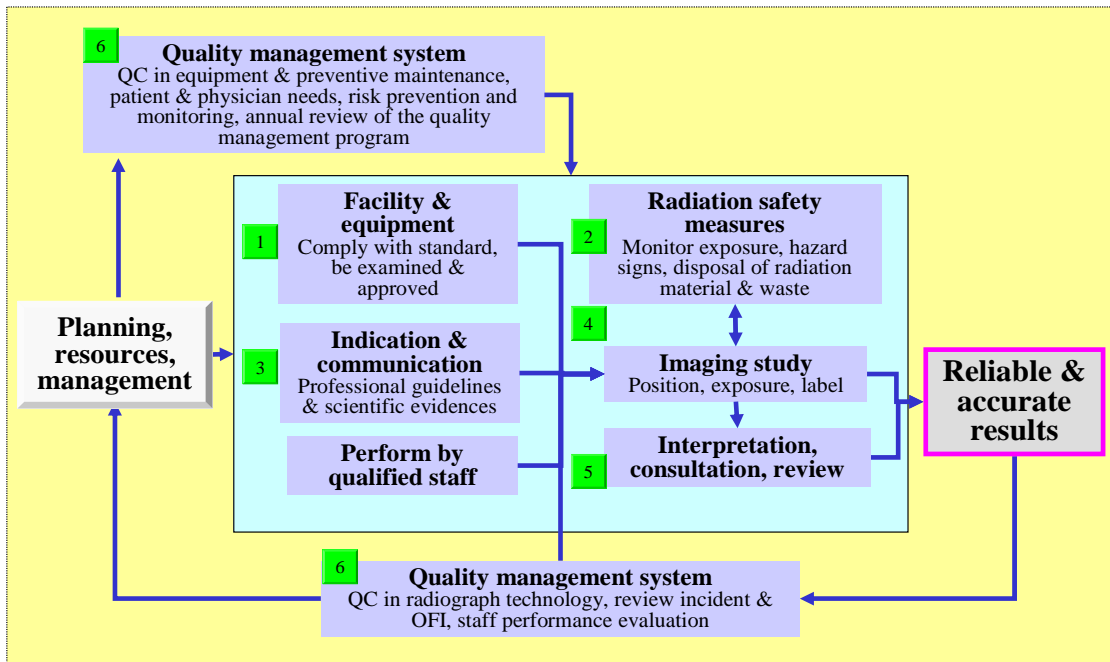 6
Quality management system
QC in equipment & preventive maintenance,
patient & physician needs, risk prevention and
monitoring, annual review of the quality
management program
Facility &
equipment
1
Comply with standard,
be examined &
approved
Radiation safety
measures
2
Monitor exposure, hazard
signs, disposal of radiation
material & waste
Planning,
resources,
management
3
Indication &
communication
Professional guidelines
& scientific evidences
4
Imaging study
Position, exposure, label
Perform by
qualified staff
5
Interpretation,
consultation, review
Reliable &
accurate
results
6
Quality management system
QC in radiograph technology, review incident &
OFI, staff performance evaluation